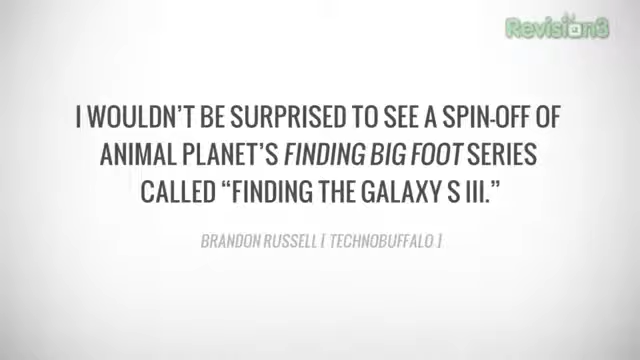 Revision3
I WOULDN'T BE SURPRISED TO SEE A SPIN-OFF OF
ANIMAL PLANET'S FINDING BIG FOOT SERIES
CALLED “FINDING THE GALAXY S III.”
BRANDON RUSSELL [ TECHNOBUFFALO ]